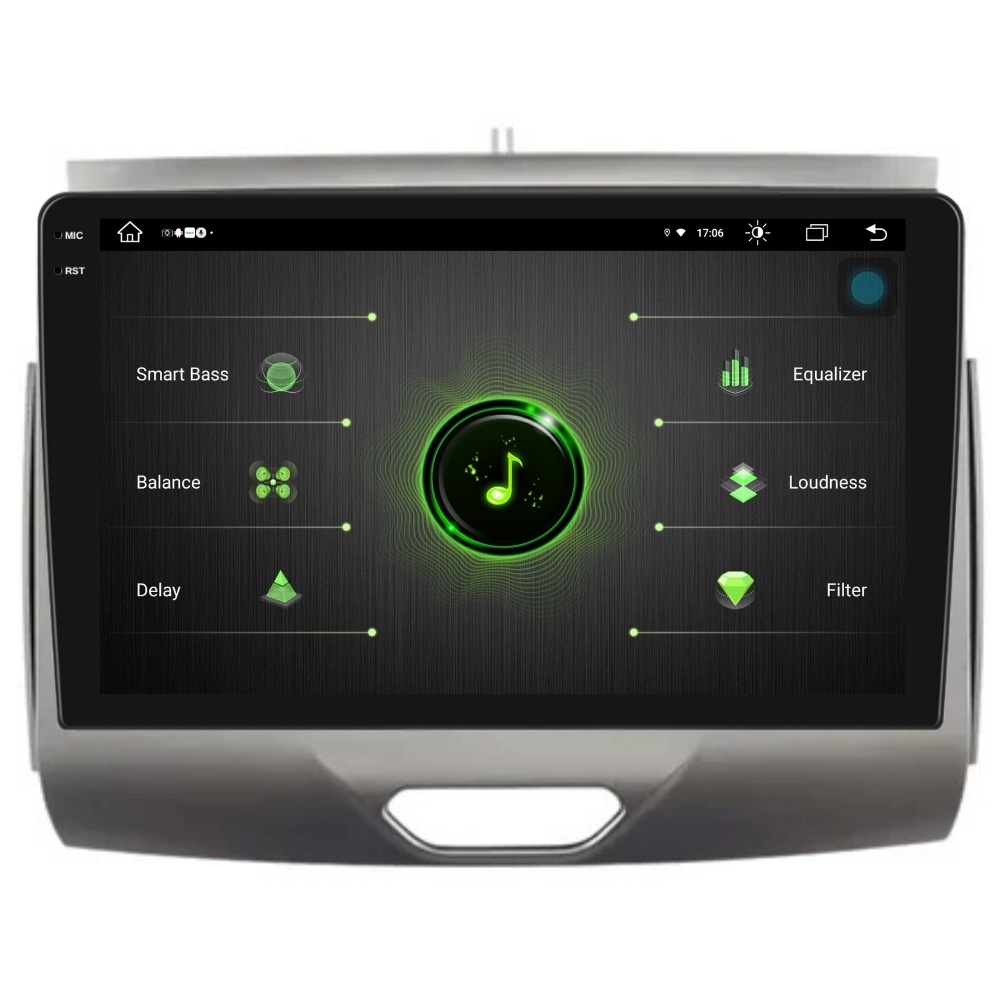 MIC
17:06
RST
Smart Bass
Equalizer
Balance
Loudness
Delay
Filter